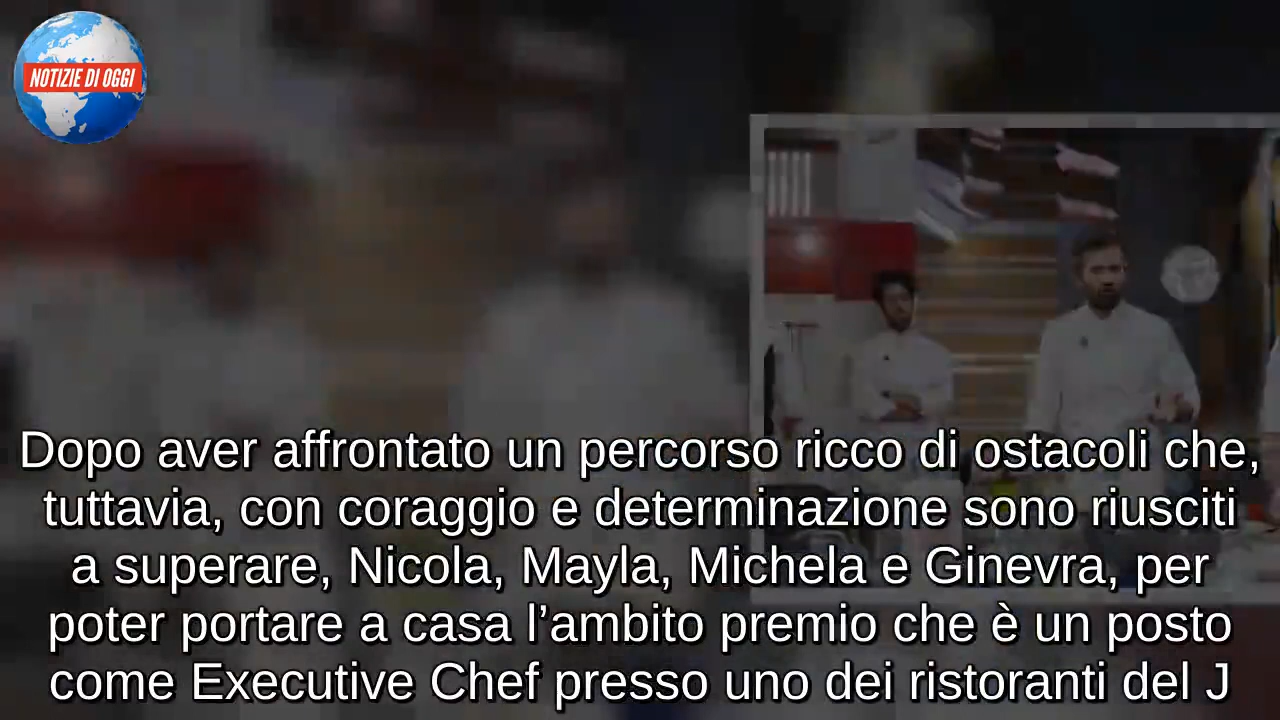 NOTIZIE DI OGGI
Dopo aver affrontato un percorso ricco di ostacoli che,
tuttavia, con coraggio e determinazione sono riusciti
a superare, Nicola, Mayla, Michela e Ginevra, per
poter portare a casa l’ambito premio che è un posto
come Executive Chef presso uno dei ristoranti del J